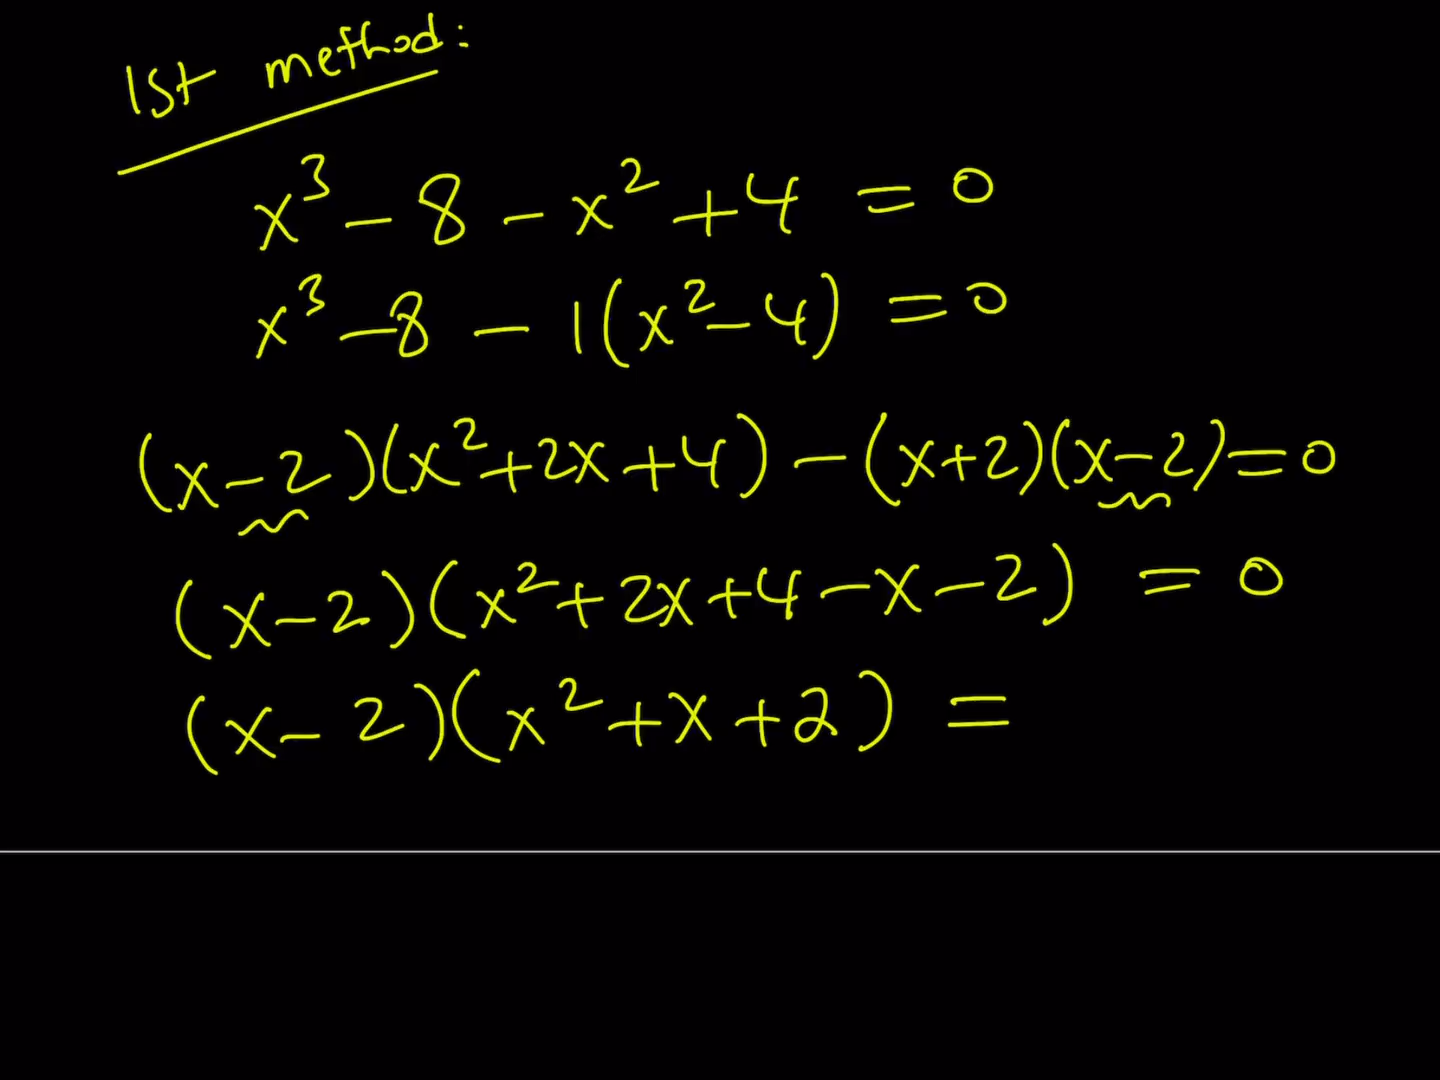 1st method:
x³ - 8 - x² + 4 = 0
x³ - 8 - 1(x² - 4) = 0
(x - 2)(x² + 2x + 4) - (x + 2)(x - 2) = 0
(x - 2)(x² + 2x + 4 - x - 2) = 0
(x - 2)(x² + x + 2) =